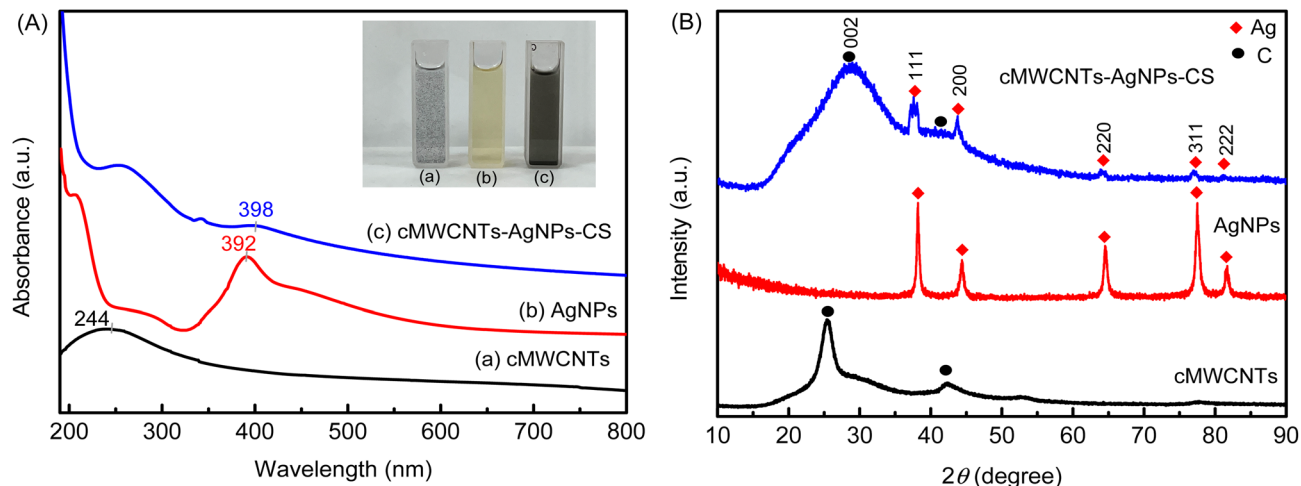 (A)
Absorbance (a.u.)
(a)
(b)
(c)
398
(c) cMWCNTs-AgNPs-CS
392
(b) AgNPs
244
(a) cMWCNTs
200 300 400 500 600 700 800
Wavelength (nm)
(B)
Intensity (a.u.)
Ag
C
002
cMWCNTs-AgNPs-CS
111
200
220
311
222
AgNPs
cMWCNTs
10 20 30 40 50 60 70 80 90
2θ (degree)